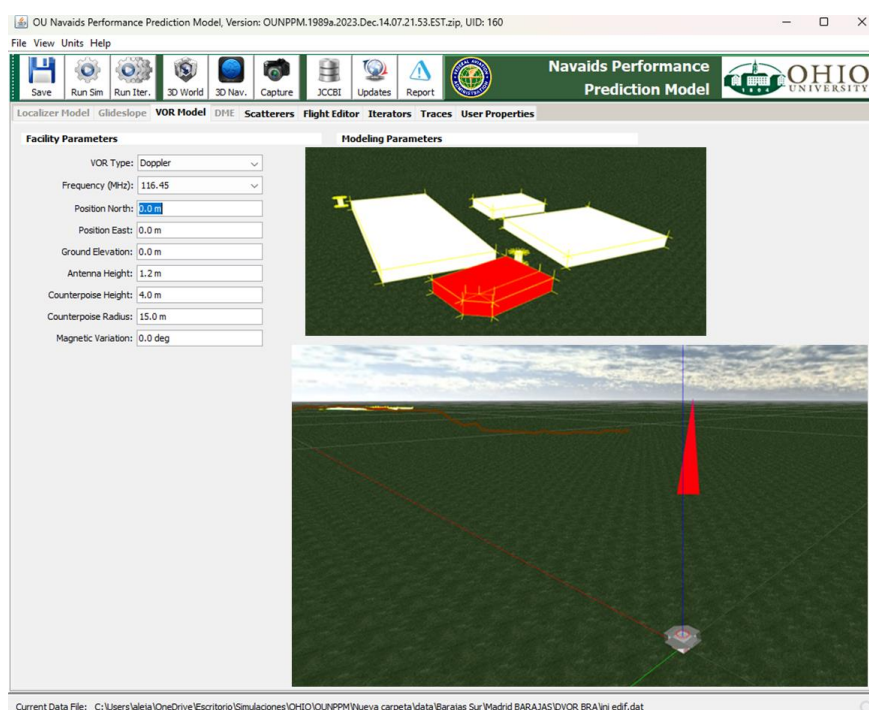 OU Navaids Performance Prediction Model, Version: OUNPPM.1989a.2023.Dec.14.07.21.53.EST.zip, UID: 160
File View Units Help
Save Run Sim Run Iter. 3D World 3D Nav. Capture JCCBI Updates Report
Navaids Performance
Prediction Model
OHIO
UNIVERSITY
Localizer Model Glideslope VOR Model DME Scatterers Flight Editor Iterators Traces User Properties
Facility Parameters Modeling Parameters
VOR Type: Doppler
Frequency (MHz): 116.45
Position North: 0.0 m
Position East: 0.0 m
Ground Elevation: 0.0 m
Antenna Height: 1.2 m
Counterpoise Height: 4.0 m
Counterpoise Radius: 15.0 m
Magnetic Variation: 0.0 deg
Current Data File: C:\Users\aleja\OneDrive\Escritorio\Simulaciones\OHIO\OUNPPM\Nueva carpeta\data\Barajas Sur\Madrid BARAJAS\DVOR BRA\ini edif.dat